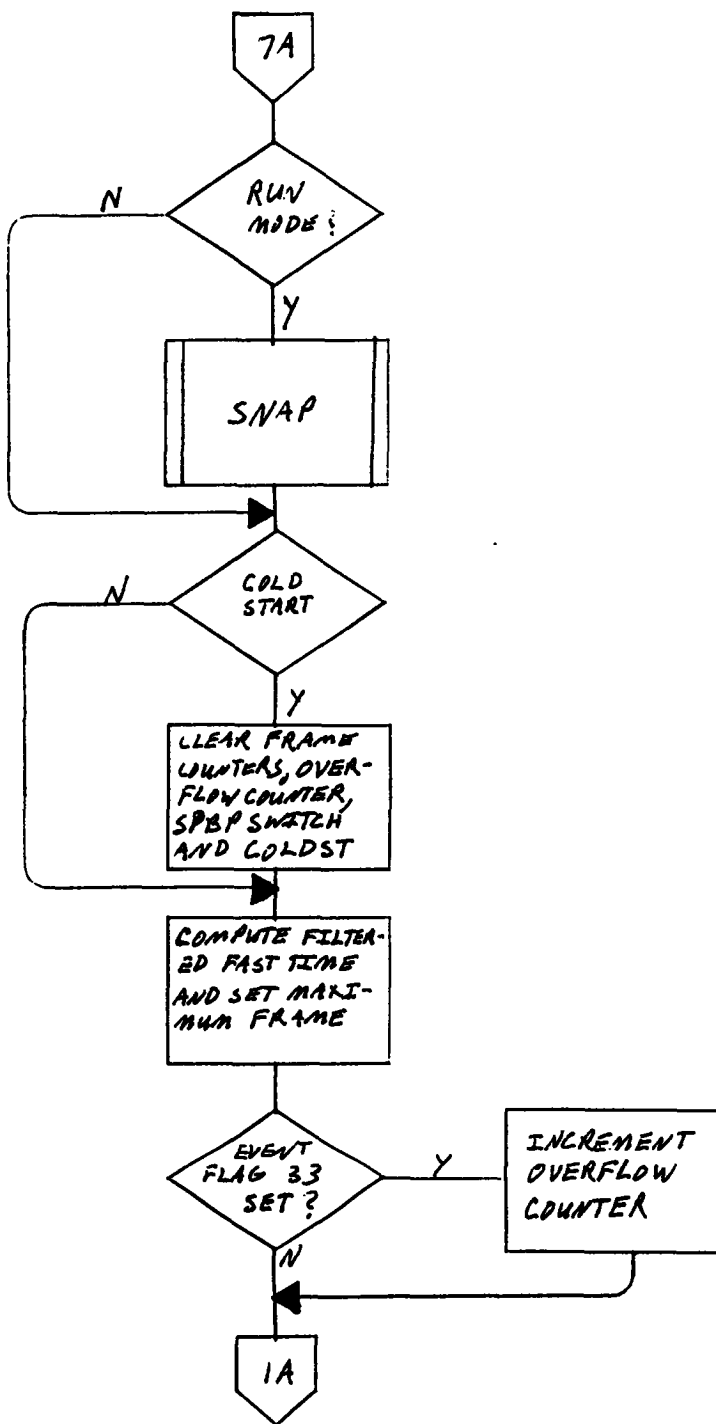 7A
RUN
MODE?
N
Y
SNAP
COLD
START
N
Y
CLEAR FRAME
COUNTERS, OVER-
FLOW COUNTER,
SPBP SWITCH
AND COLDST
COMPUTE FILTER-
ED FAST TIME
AND SET MAXI-
MUM FRAME
EVENT
FLAG 33
SET?
Y
INCREMENT
OVERFLOW
COUNTER
N
1A